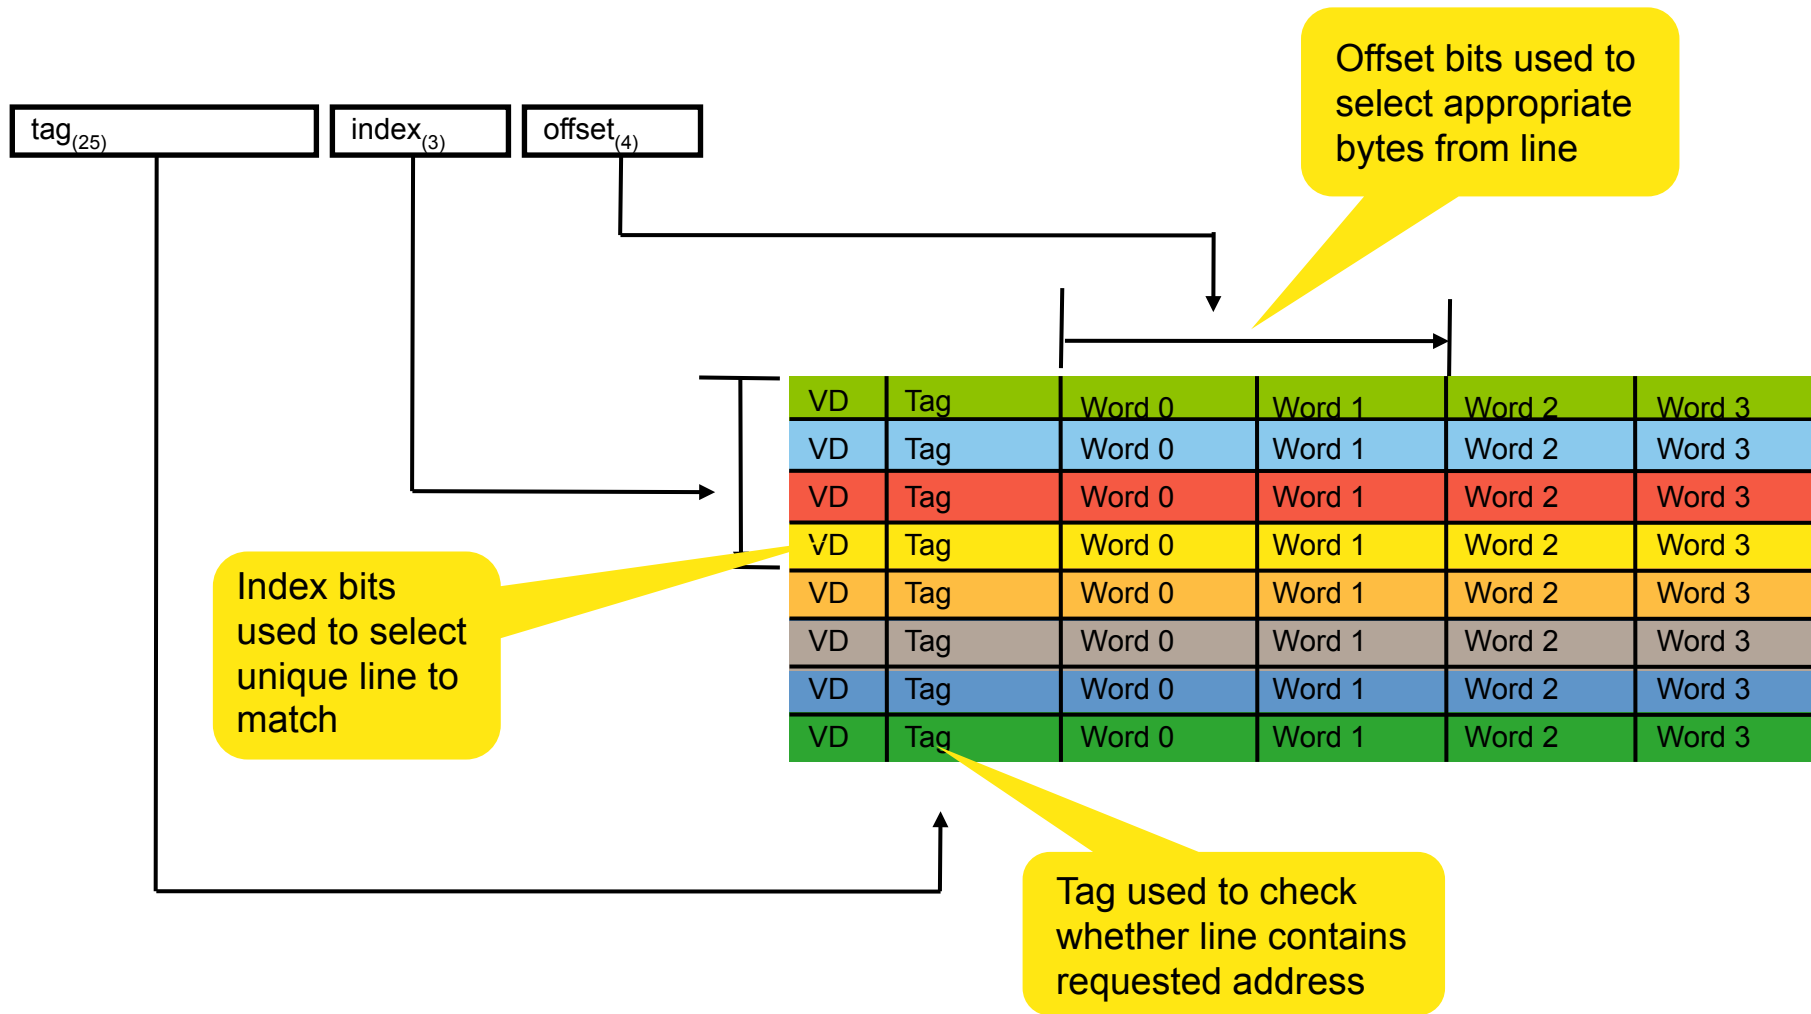 Offset bits used to
select appropriate
bytes from line
tag(25) index(3) offset(4)
VD Tag Word 0 Word 1 Word 2 Word 3
VD Tag Word 0 Word 1 Word 2 Word 3
VD Tag Word 0 Word 1 Word 2 Word 3
VD Tag Word 0 Word 1 Word 2 Word 3
VD Tag Word 0 Word 1 Word 2 Word 3
VD Tag Word 0 Word 1 Word 2 Word 3
VD Tag Word 0 Word 1 Word 2 Word 3
VD Tag Word 0 Word 1 Word 2 Word 3
Index bits
used to select
unique line to
match
Tag used to check
whether line contains
requested address